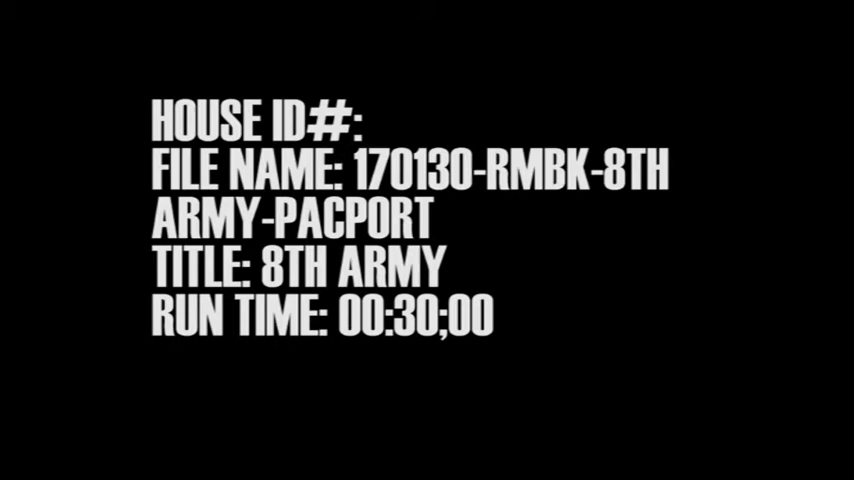 HOUSE ID#:
FILE NAME: 170130-RMBK-8TH
ARMY-PACPORT
TITLE: 8TH ARMY
RUN TIME: 00:30;00